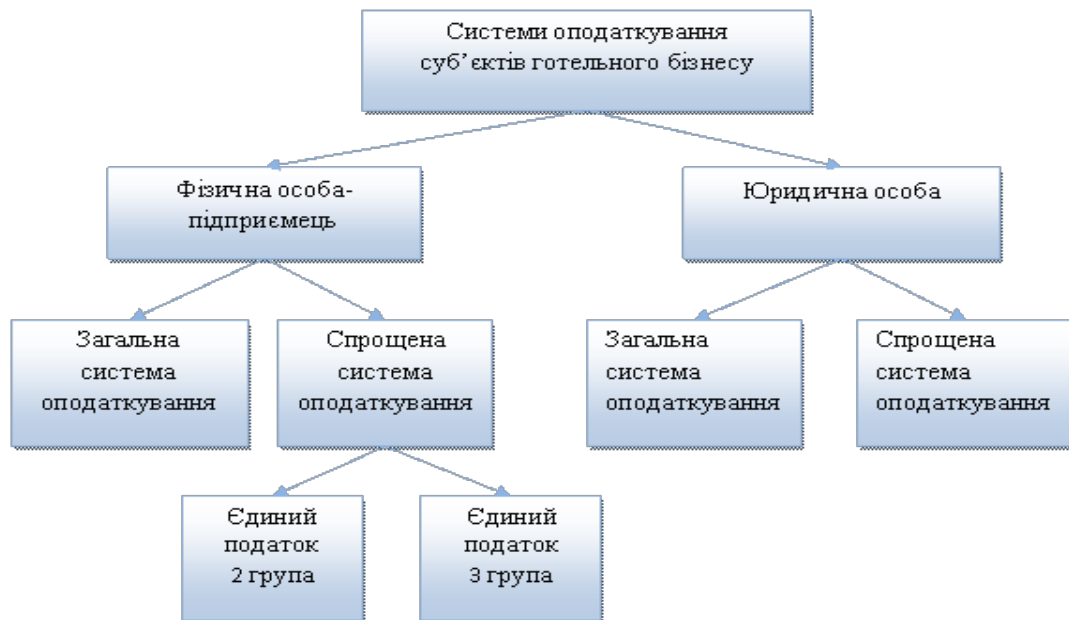 Системи оподаткування
суб’єктів готельного бізнесу
Фізична особа-
підприємець
Юридична особа
Загальна
система
оподаткування
Спрощена
система
оподаткування
Загальна
система
оподаткування
Спрощена
система
оподаткування
Єдиний
податок
2 група
Єдиний
податок
3 група